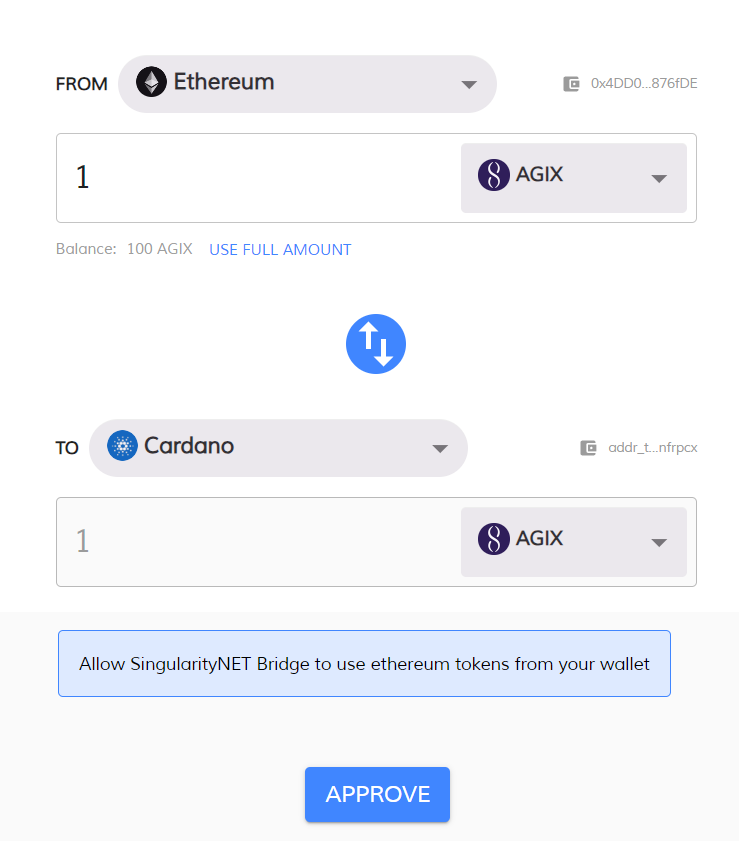 FROM Ethereum 0x4DD0...876fDE
1 AGIX
Balance: 100 AGIX USE FULL AMOUNT
TO Cardano addr_t...nfrpcx
1 AGIX
Allow SingularityNET Bridge to use ethereum tokens from your wallet
APPROVE